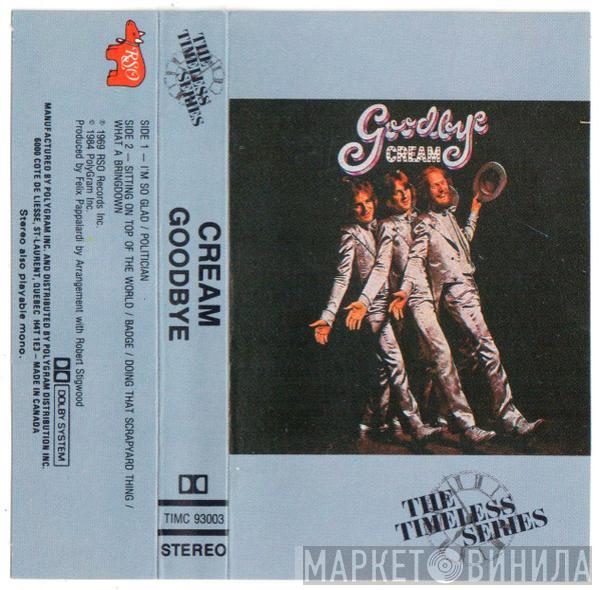 RSO
THE
TIMELESS
SERIES
SIDE 1 — I'M SO GLAD / POLITICIAN
SIDE 2 — SITTING ON TOP OF THE WORLD / BADGE / DOING THAT SCRAPYARD THING /
WHAT A BRINGDOWN
℗ 1969 RSO Records Inc.
© 1984 PolyGram Inc.
Produced by Felix Pappalardi by Arrangement with Robert Stigwood
MANUFACTURED BY POLYGRAM INC. AND DISTRIBUTED BY POLYGRAM DISTRIBUTION INC.
6000 COTE DE LIESSE, ST-LAURENT, QUEBEC H4T 1E3 – MADE IN CANADA
Stereo also playable mono.
DOLBY SYSTEM
CREAM
GOODBYE
TIMC 93003
STEREO
Goodbye
CREAM
THE
TIMELESS
SERIES
МАРКЕТ ВИНИЛА